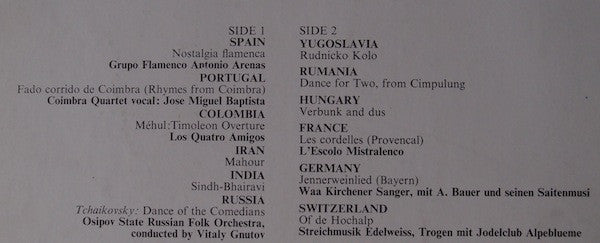 SIDE 1
SPAIN
Nostalgia flamenca
Grupo Flamenco Antonio Arenas
PORTUGAL
Fado corrido de Coimbra (Rhymes from Coimbra)
Coimbra Quartet vocal: Jose Miguel Baptista
COLOMBIA
Méhul: Timoleon Overture
Los Quatro Amigos
IRAN
Mahour
INDIA
Sindh-Bhairavi
RUSSIA
Tchaikovsky: Dance of the Comedians
Osipov State Russian Folk Orchestra,
conducted by Vitaly Gnutov
SIDE 2
YUGOSLAVIA
Rudnicko Kolo
RUMANIA
Dance for Two, from Cimpulung
HUNGARY
Verbunk and dus
FRANCE
Les cordelles (Provencal)
L'Escolo Mistralenco
GERMANY
Jennerweinlied (Bayern)
Waa Kirchener Sanger, mit A. Bauer und seinen Saitenmusi
SWITZERLAND
Of de Hochalp
Streichmusik Edelweiss, Trogen mit Jodelclub Alpeblueme